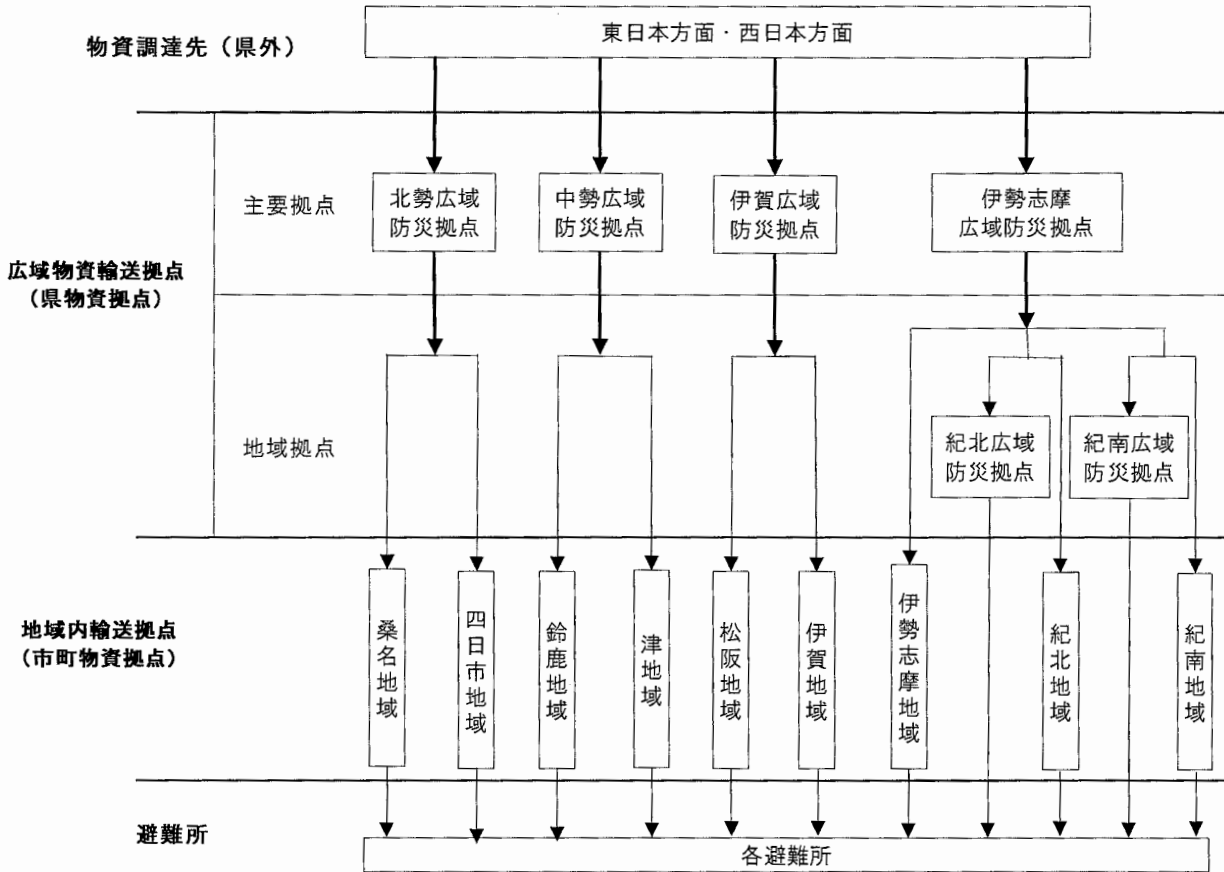 物資調達先（県外）
東日本方面・西日本方面
広域物資輸送拠点
（県物資拠点）
主要拠点
北勢広域
防災拠点
中勢広域
防災拠点
伊賀広域
防災拠点
伊勢志摩
広域防災拠点
地域拠点
紀北広域
防災拠点
紀南広域
防災拠点
地域内輸送拠点
（市町物資拠点）
桑名地域
四日市地域
鈴鹿地域
津地域
松阪地域
伊賀地域
伊勢志摩地域
紀北地域
紀南地域
避難所
各避難所